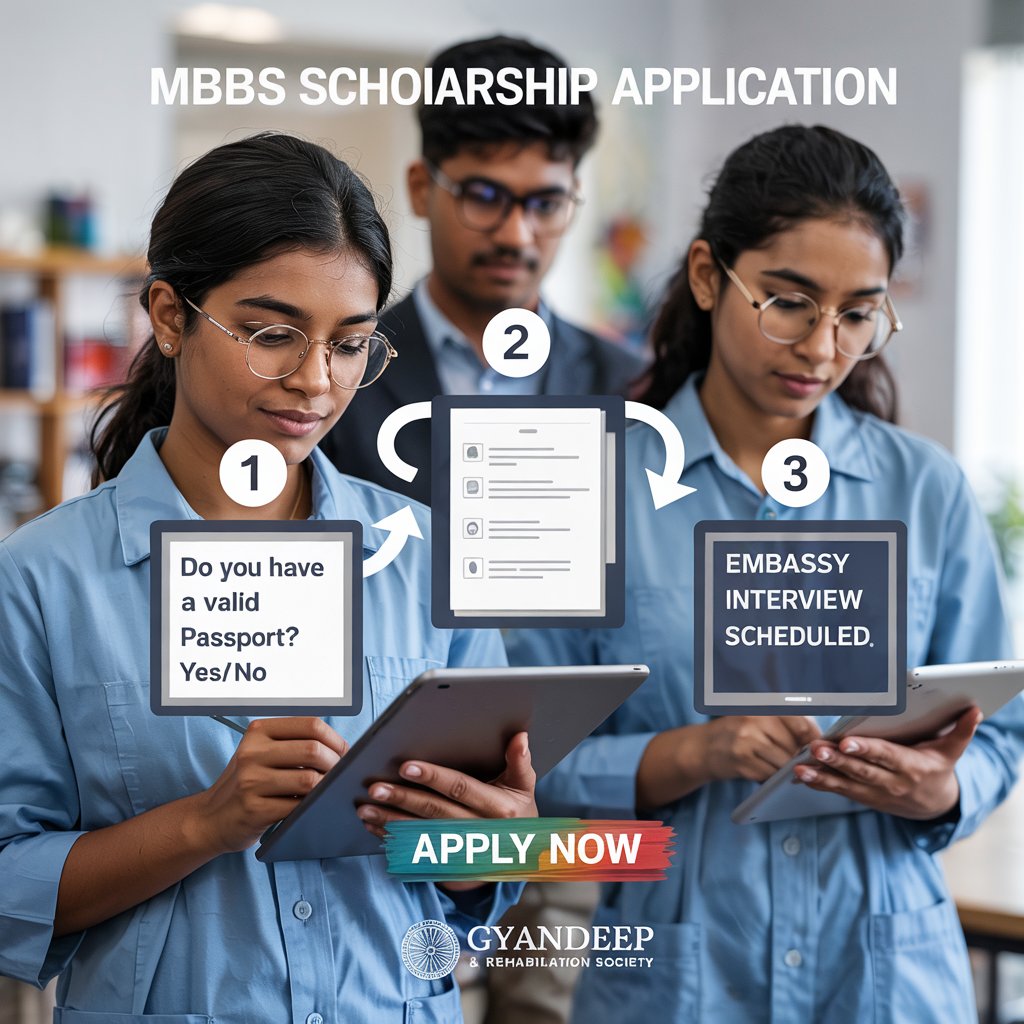 MBBS SCHOIARSHIP APPLICATION
1
Do you have
a valid
Passport?
Yes/No
2
3
EMBASSY
INTERVIEW
SCHEDULED.
APPLY NOW
GYANDEEP
& REHABILATION SOCIETY